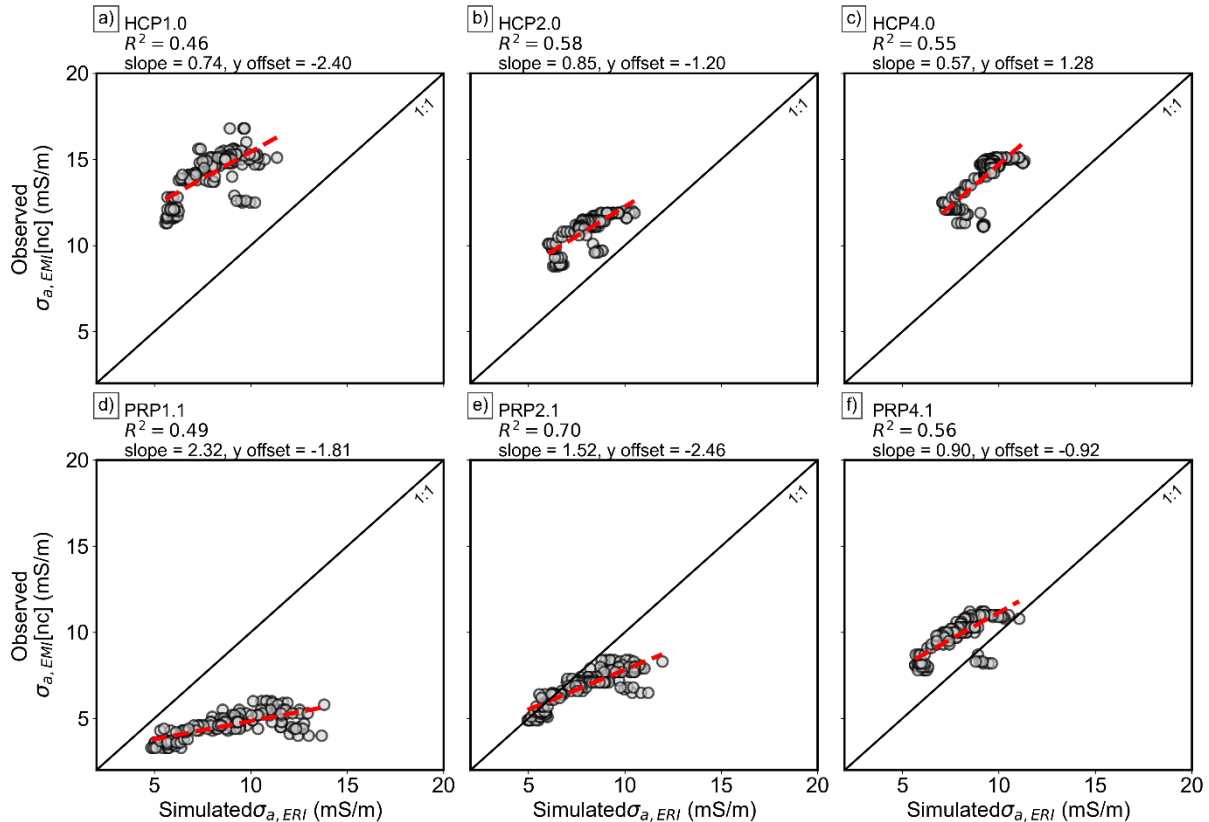 a) HCP1.0
R² = 0.46
slope = 0.74, y offset = -2.40
b) HCP2.0
R² = 0.58
slope = 0.85, y offset = -1.20
c) HCP4.0
R² = 0.55
slope = 0.57, y offset = 1.28
20
15
10
5
Observed
σa,EMI[nc] (mS/m)
1:1
1:1
1:1
d) PRP1.1
R² = 0.49
slope = 2.32, y offset = -1.81
e) PRP2.1
R² = 0.70
slope = 1.52, y offset = -2.46
f) PRP4.1
R² = 0.56
slope = 0.90, y offset = -0.92
20
15
10
5
Observed
σa,EMI[nc] (mS/m)
1:1
1:1
1:1
5 10 15 20
5 10 15 20
5 10 15 20
Simulatedσa,ERI (mS/m)
Simulatedσa,ERI (mS/m)
Simulatedσa,ERI (mS/m)